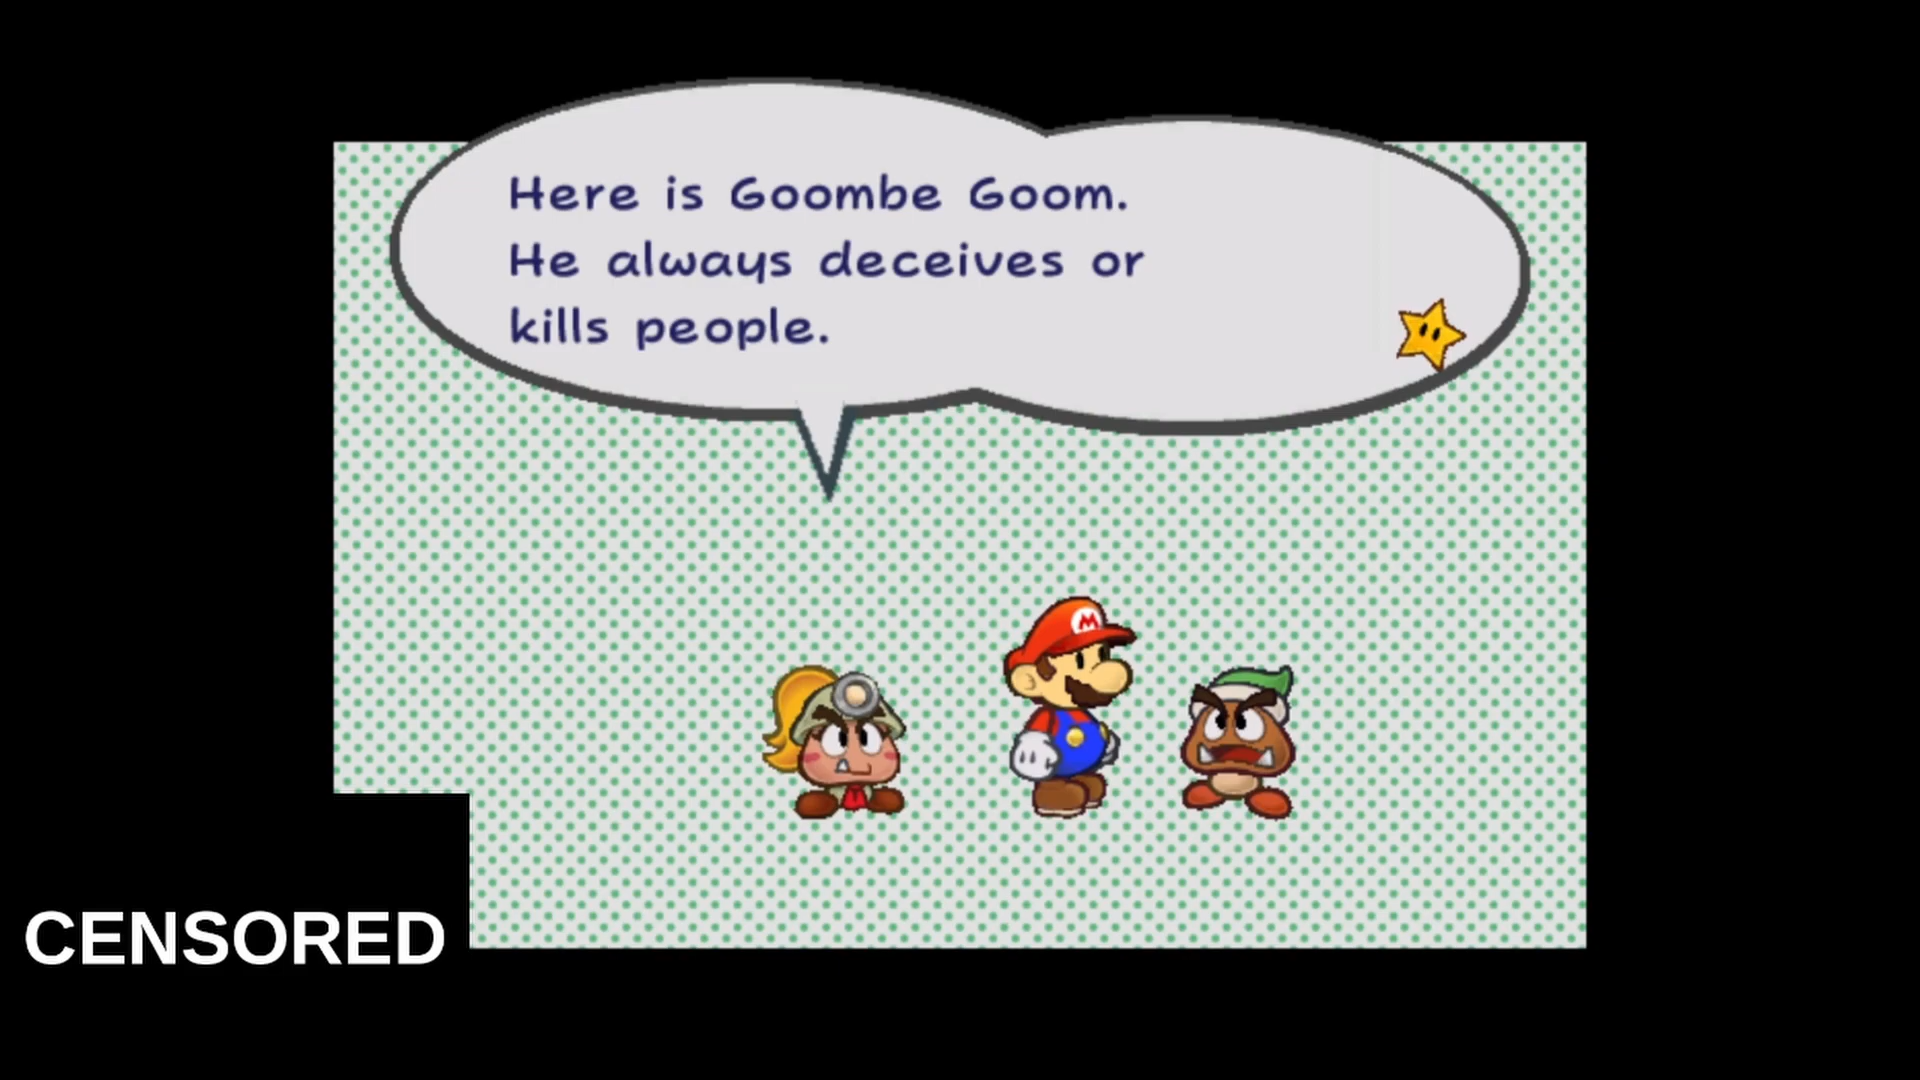 Here is Goombe Goom.
He always deceives or
kills people.
M
CENSORED